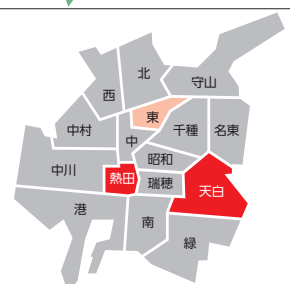 北
守山
西
東
中村
中
千種
名東
昭和
中川
熱田
瑞穂
天白
港
南
緑